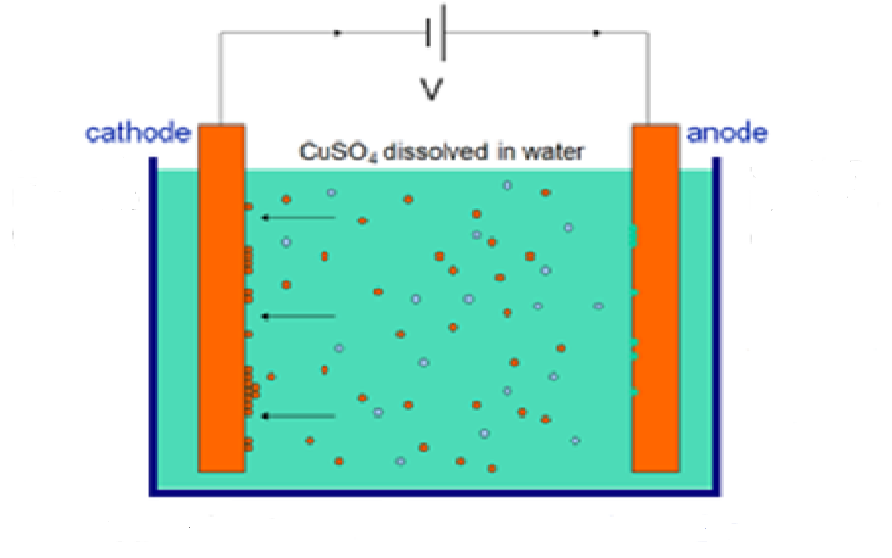 V
cathode
anode
CuSO₄ dissolved in water